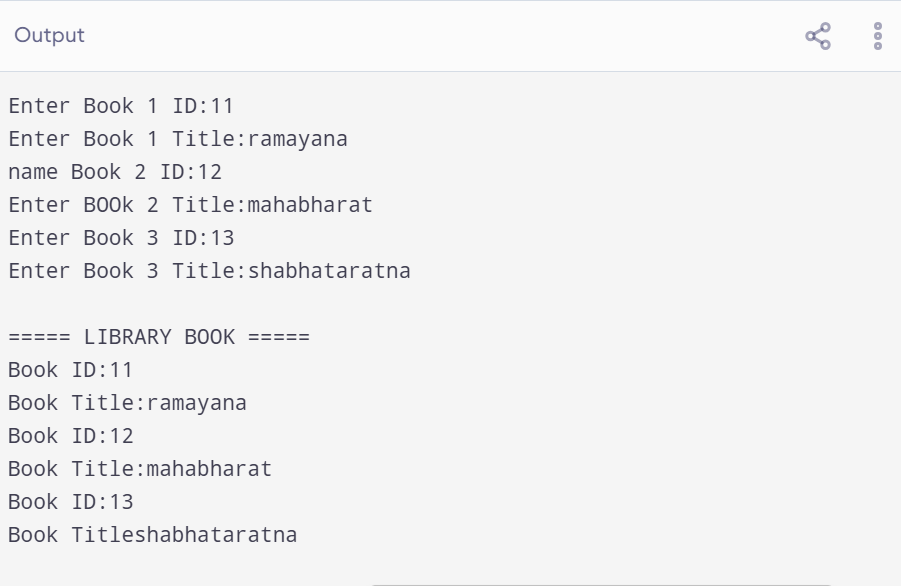 Output
Enter Book 1 ID:11
Enter Book 1 Title:ramayana
name Book 2 ID:12
Enter BOOk 2 Title:mahabharat
Enter Book 3 ID:13
Enter Book 3 Title:shabhataratna
===== LIBRARY BOOK =====
Book ID:11
Book Title:ramayana
Book ID:12
Book Title:mahabharat
Book ID:13
Book Titleshabhataratna